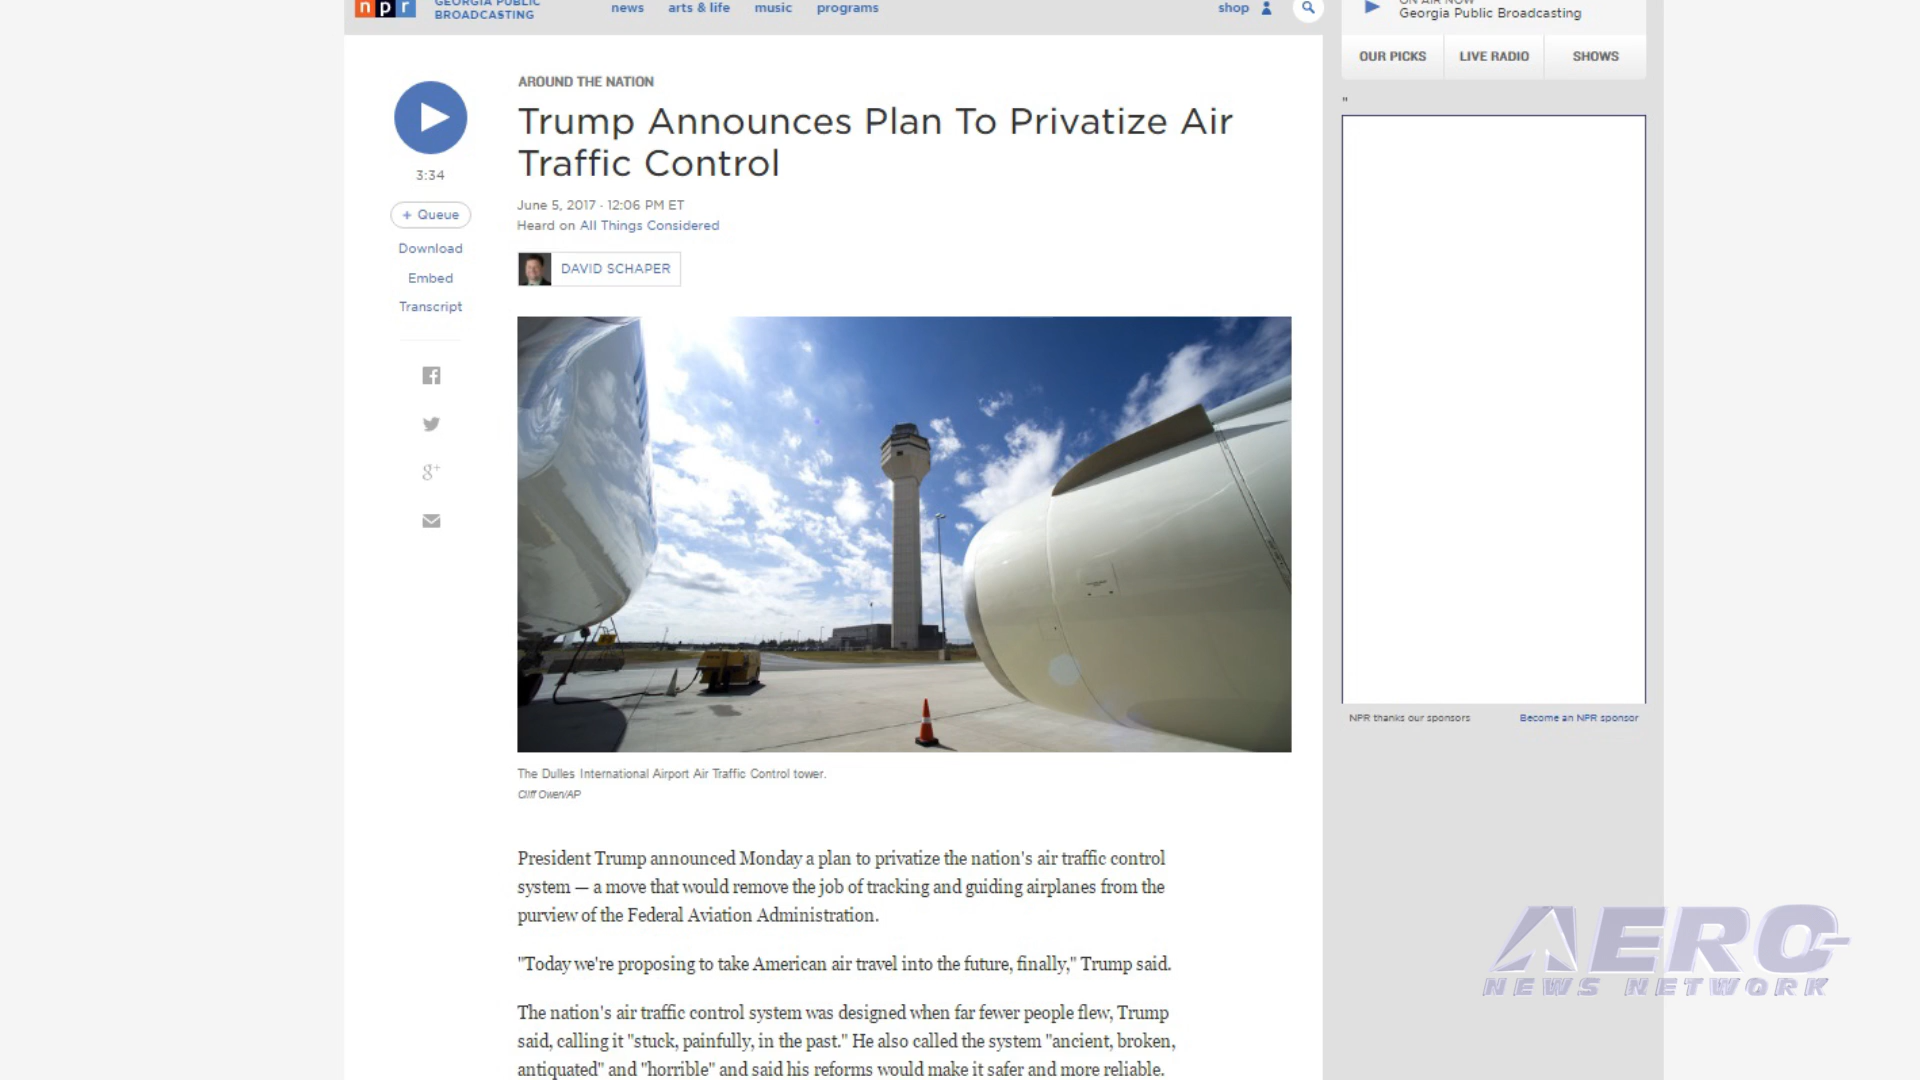 npr
GEORGIA PUBLIC
BROADCASTING
news
arts & life
music
programs
shop
ON AIR NOW
Georgia Public Broadcasting
OUR PICKS
LIVE RADIO
SHOWS
"
AROUND THE NATION
Trump Announces Plan To Privatize Air
Traffic Control
3:34
+ Queue
Download
Embed
Transcript
June 5, 2017 · 12:06 PM ET
Heard on All Things Considered
DAVID SCHAPER
g+
NPR thanks our sponsors
Become an NPR sponsor
The Dulles International Airport Air Traffic Control tower.
Cliff Owen/AP
President Trump announced Monday a plan to privatize the nation's air traffic control
system — a move that would remove the job of tracking and guiding airplanes from the
purview of the Federal Aviation Administration.
"Today we're proposing to take American air travel into the future, finally," Trump said.
The nation's air traffic control system was designed when far fewer people flew, Trump
said, calling it "stuck, painfully, in the past." He also called the system "ancient, broken,
antiquated" and "horrible" and said his reforms would make it safer and more reliable.
AERO
NEWS NETWORK